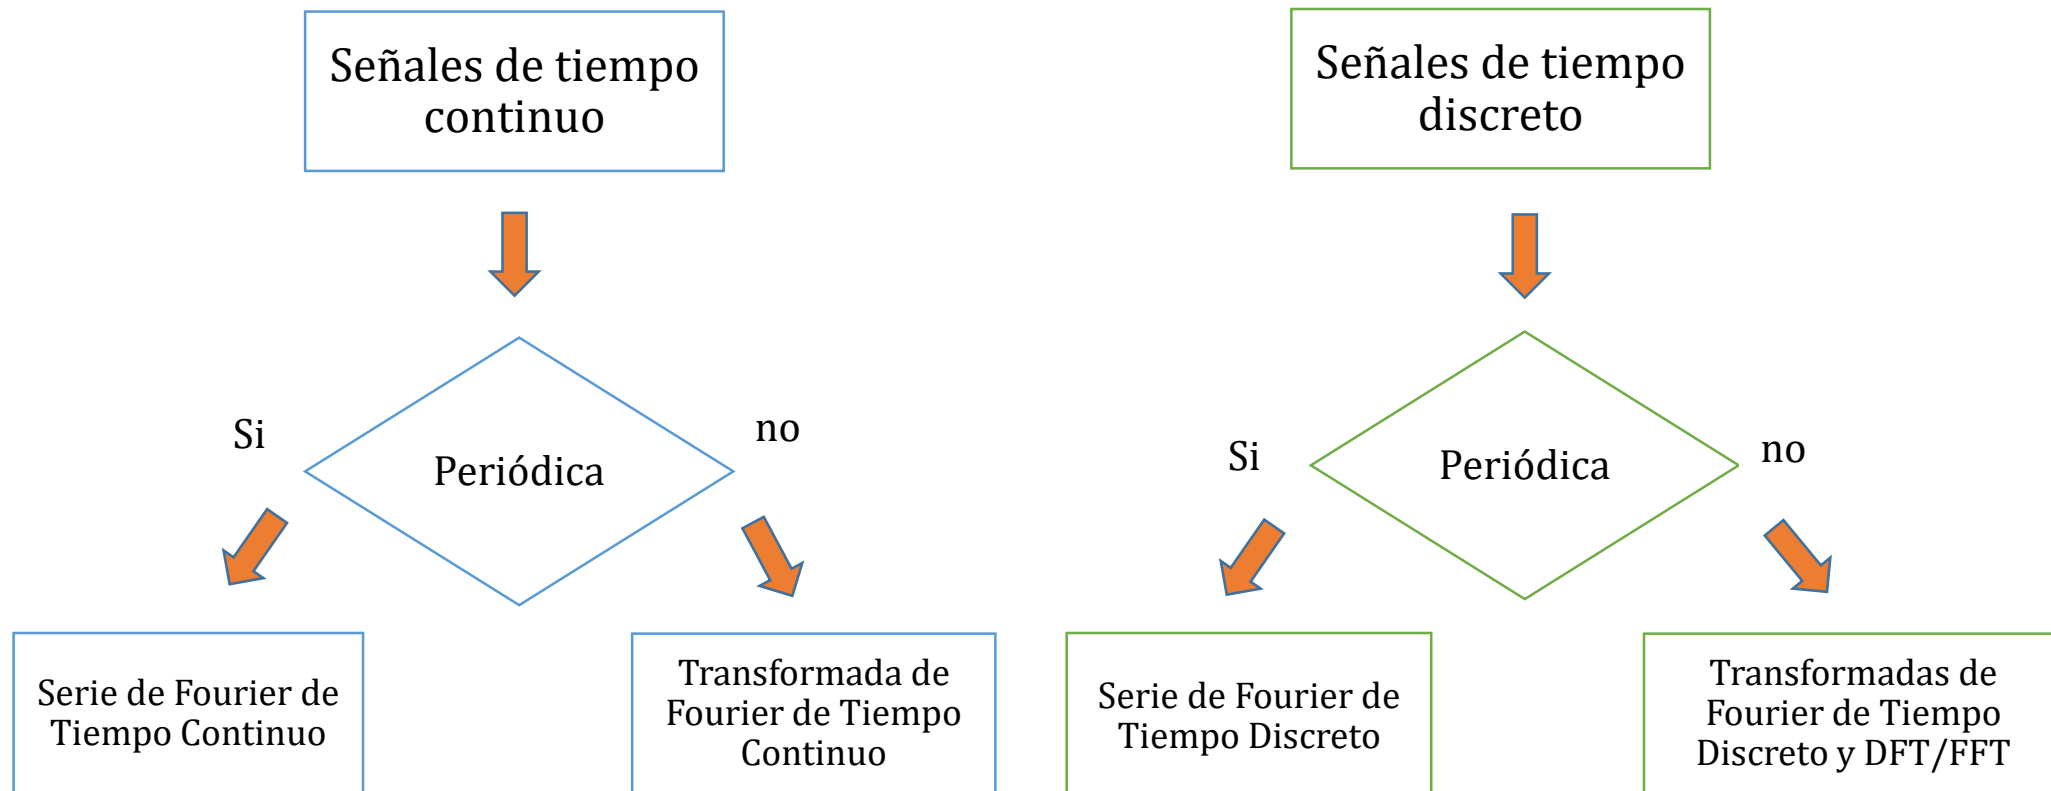 Señales de tiempo
continuo
Si
Periódica
no
Serie de Fourier de
Tiempo Continuo
Transformada de
Fourier de Tiempo
Continuo
Señales de tiempo
discreto
Si
Periódica
no
Serie de Fourier de
Tiempo Discreto
Transformadas de
Fourier de Tiempo
Discreto y DFT/FFT